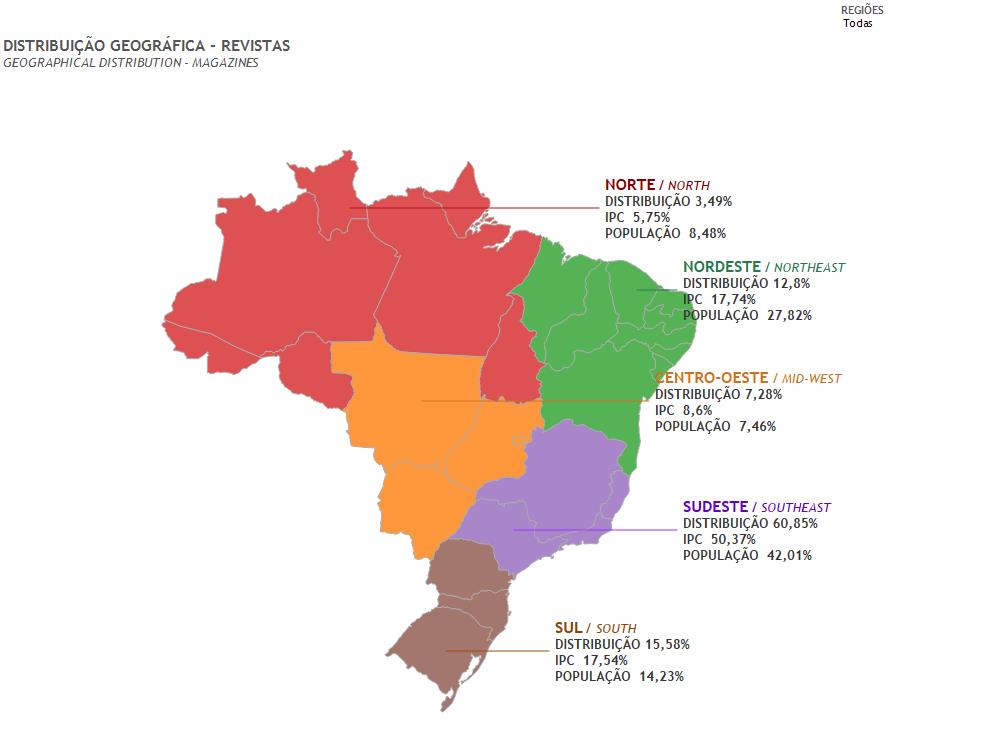 REGIÕES
Todas
DISTRIBUIÇÃO GEOGRÁFICA - REVISTAS
GEOGRAPHICAL DISTRIBUTION - MAGAZINES
NORTE / NORTH
DISTRIBUIÇÃO 3,49%
IPC 5,75%
POPULAÇÃO 8,48%
NORDESTE / NORTHEAST
DISTRIBUIÇÃO 12,8%
IPC 17,74%
POPULAÇÃO 27,82%
CENTRO-OESTE / MID-WEST
DISTRIBUIÇÃO 7,28%
IPC 8,6%
POPULAÇÃO 7,46%
SUDESTE / SOUTHEAST
DISTRIBUIÇÃO 60,85%
IPC 50,37%
POPULAÇÃO 42,01%
SUL / SOUTH
DISTRIBUIÇÃO 15,58%
IPC 17,54%
POPULAÇÃO 14,23%